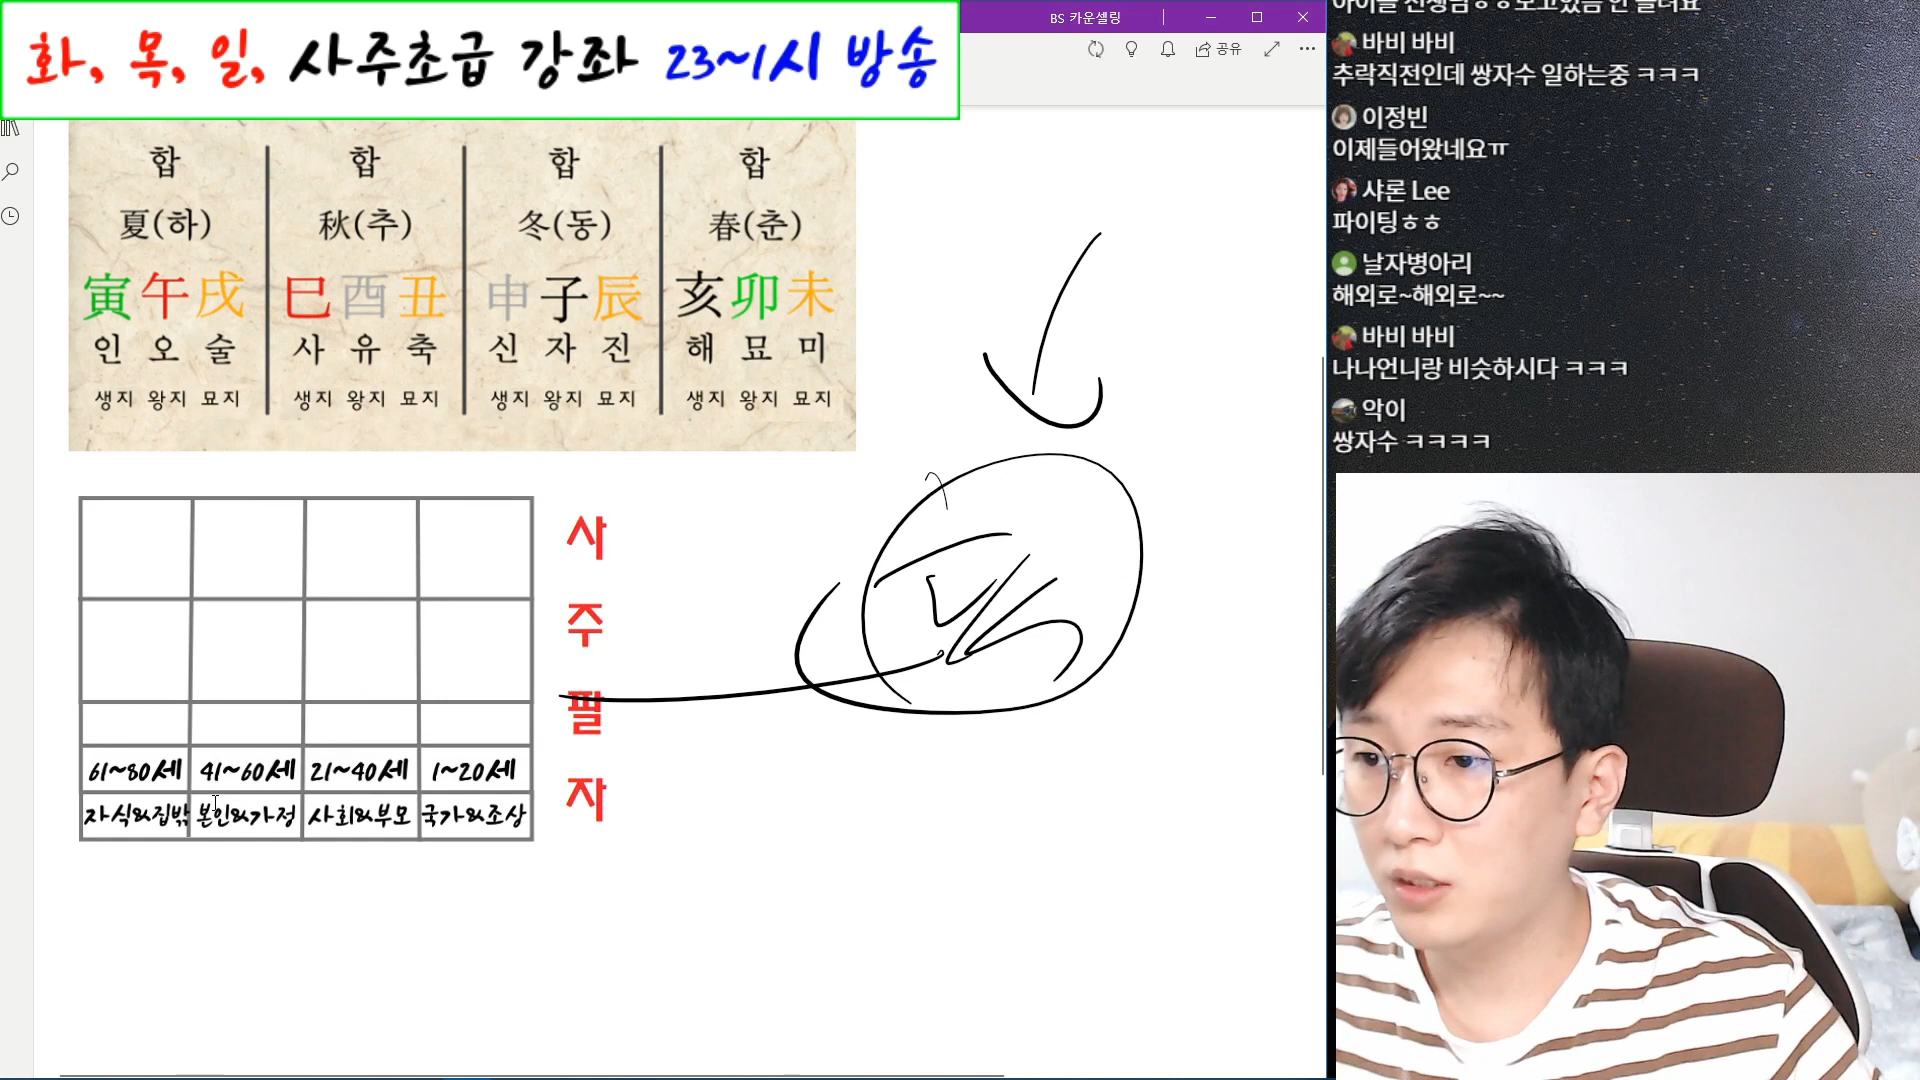 화, 목, 일, 사주초급 강좌 23~1시 방송
BS 카운셀링
공유
합 합 합 합
夏(하) 秋(추) 冬(동) 春(춘)
寅午戌 巳酉丑 申子辰 亥卯未
인 오 술 사 유 축 신 자 진 해 묘 미
생지 왕지 묘지 생지 왕지 묘지 생지 왕지 묘지 생지 왕지 묘지
사
주
팔
자
61~80세 41~60세 21~40세 1~20세
자식&집밖 본인&가정 사회&부모 국가&조상
바비 바비
추락직전인데 쌍자수 일하는중 ㅋㅋㅋ
이정빈
이제들어왔네요ㅠ
샤론 Lee
파이팅ㅎㅎ
날자병아리
해외로~해외로~~
바비 바비
나나언니랑 비슷하시다 ㅋㅋㅋ
악이
쌍자수 ㅋㅋㅋㅋ